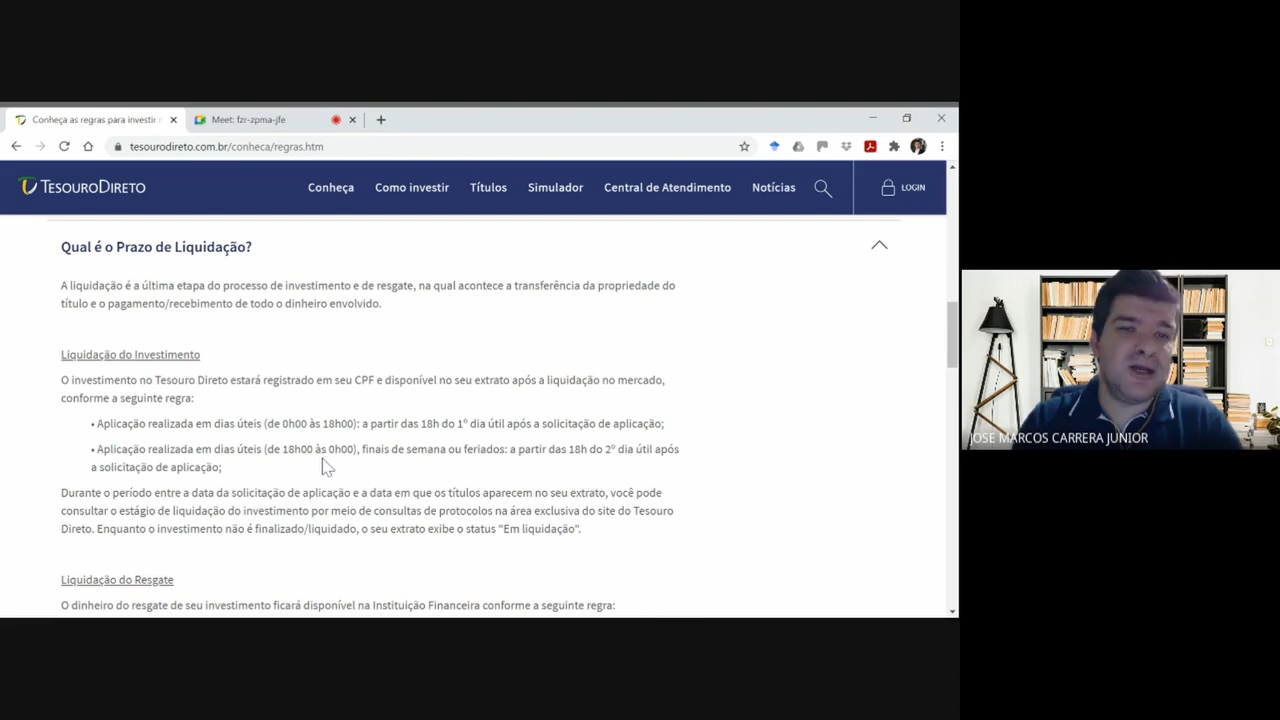 Conheça as regras para investir
Meet: fzr-zpma-jfe
tesourodireto.com.br/conheca/regras.htm
TESOURODIRETO
Conheça
Como investir
Títulos
Simulador
Central de Atendimento
Notícias
LOGIN
Qual é o Prazo de Liquidação?
A liquidação é a última etapa do processo de investimento e de resgate, na qual acontece a transferência da propriedade do
título e o pagamento/recebimento de todo o dinheiro envolvido.
Liquidação do Investimento
O investimento no Tesouro Direto estará registrado em seu CPF e disponível no seu extrato após a liquidação no mercado,
conforme a seguinte regra:
• Aplicação realizada em dias úteis (de 0h00 às 18h00): a partir das 18h do 1º dia útil após a solicitação de aplicação;
• Aplicação realizada em dias úteis (de 18h00 às 0h00), finais de semana ou feriados: a partir das 18h do 2º dia útil após
a solicitação de aplicação;
Durante o período entre a data da solicitação de aplicação e a data em que os títulos aparecem no seu extrato, você pode
consultar o estágio de liquidação do investimento por meio de consultas de protocolos na área exclusiva do site do Tesouro
Direto. Enquanto o investimento não é finalizado/liquidado, o seu extrato exibe o status "Em liquidação".
Liquidação do Resgate
O dinheiro do resgate de seu investimento ficará disponível na Instituição Financeira conforme a seguinte regra:
JOSE MARCOS CARRERA JUNIOR